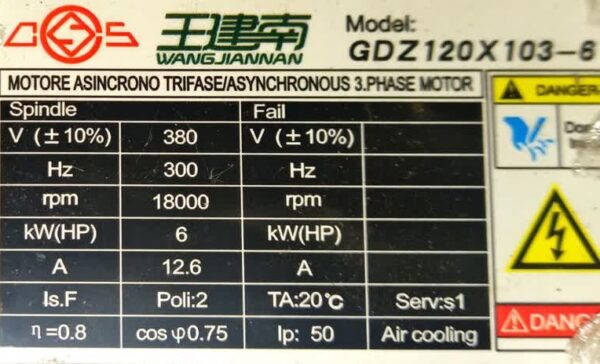 Model:
王建南
WANGJIANNAN
GDZ120X103-6
MOTORE ASINCRONO TRIFASE/ASYNCHRONOUS 3.PHASE MOTOR
Spindle Fail
V (±10%) 380 V (±10%)
Hz 300 Hz
rpm 18000 rpm
kW(HP) 6 kW(HP)
A 12.6 A
Is.F Poli:2 TA:20℃ Serv:s1
η=0.8 cosφ0.75 Ip: 50 Air cooling
DANGER
DANG